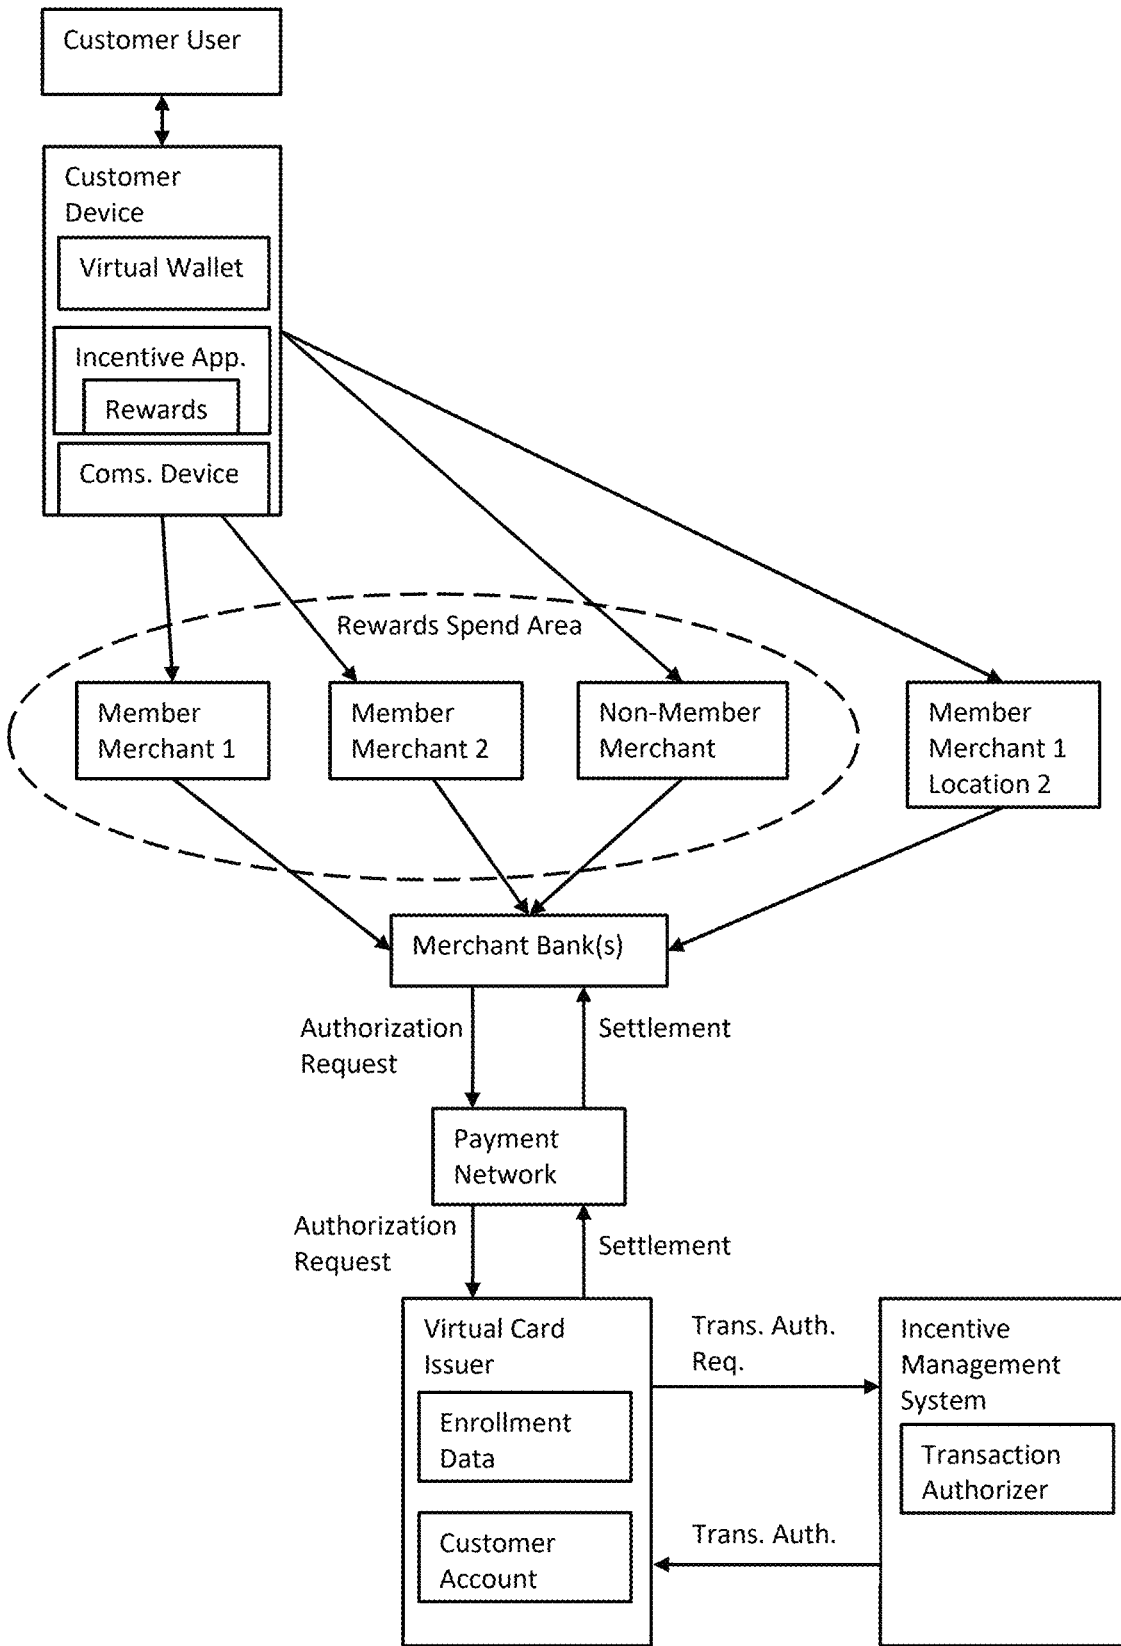 Customer User
Customer
Device
Virtual Wallet
Incentive App.
Rewards
Coms. Device
Rewards Spend Area
Member
Merchant 1
Member
Merchant 2
Non-Member
Merchant
Member
Merchant 1
Location 2
Merchant Bank(s)
Authorization
Request
Settlement
Payment
Network
Authorization
Request
Settlement
Virtual Card
Issuer
Enrollment
Data
Customer
Account
Trans. Auth.
Req.
Trans. Auth.
Incentive
Management
System
Transaction
Authorizer